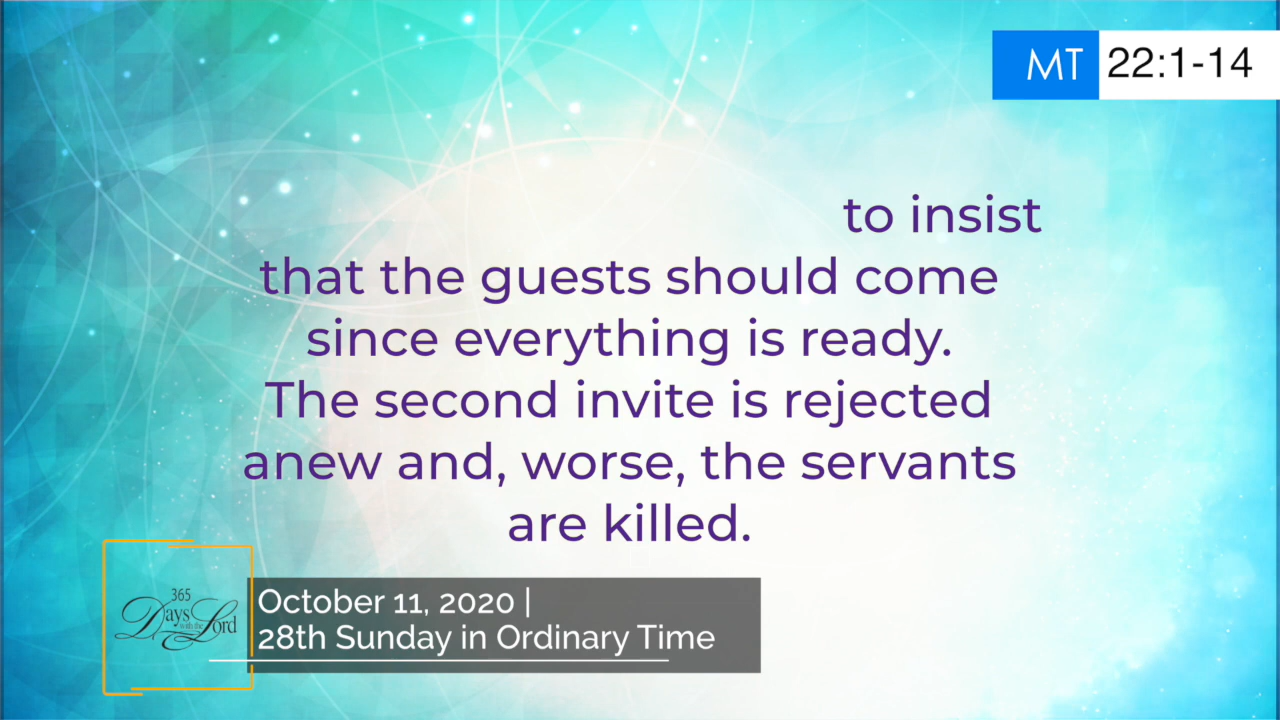 MT 22:1-14
to insist
that the guests should come
since everything is ready.
The second invite is rejected
anew and, worse, the servants
are killed.
365
Days
with the
Lord
October 11, 2020 |
28th Sunday in Ordinary Time